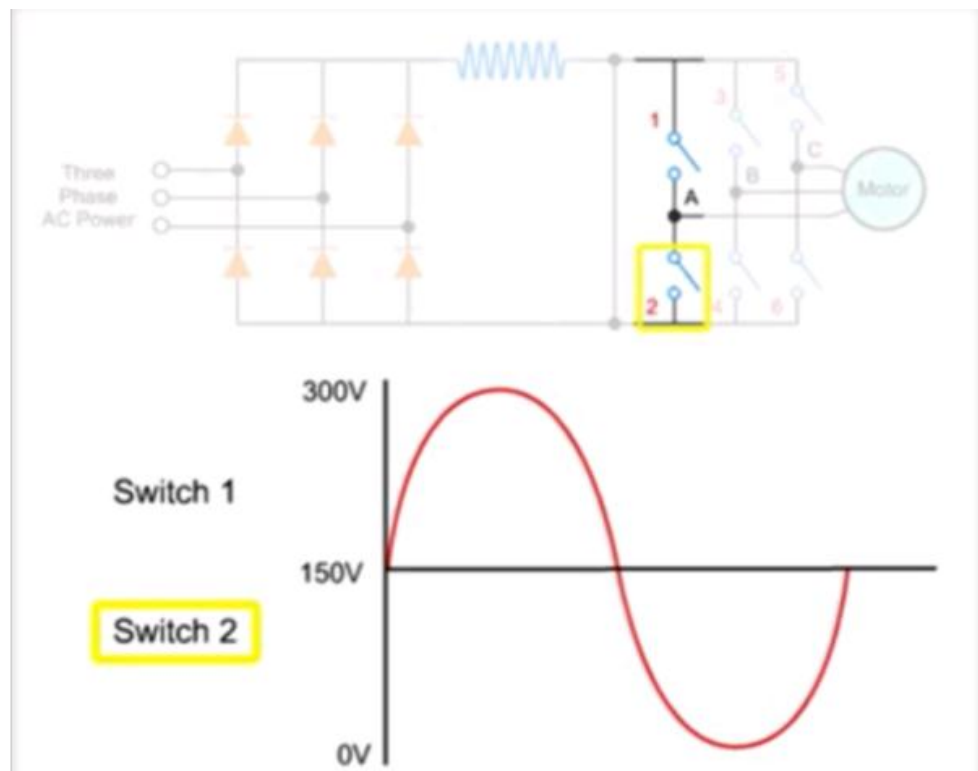 5
3
1
C
B
Three
Phase
AC Power
A
Motor
2
4
6
300V
Switch 1
150V
Switch 2
0V